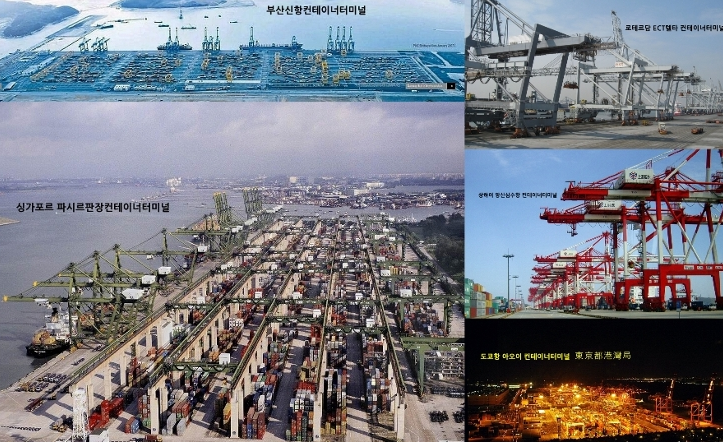 부산신항컨테이너터미널
로테르담 ECT델타 컨테이너터미널
싱가포르 파시르판장컨테이너터미널
상해미 양산심수항 컨테이너터미널
도쿄항 아오미 컨테이너터미널 東京都港灣局